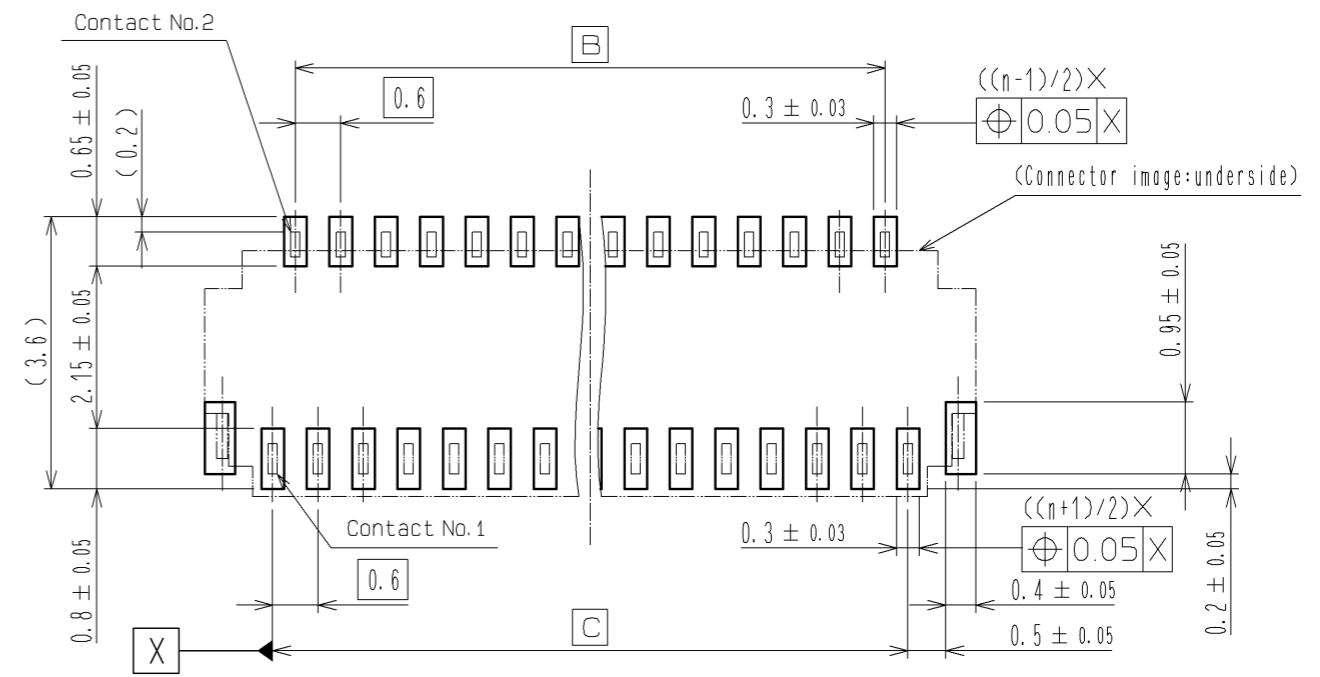 Contact No.2
B
0.6
0.3 ± 0.03
((n-1)/2)X
⌖ 0.05 X
(Connector image:underside)
0.65 ± 0.05
(0.2)
(3.6)
2.15 ± 0.05
0.8 ± 0.05
0.95 ± 0.05
0.2 ± 0.05
Contact No.1
0.6
0.3 ± 0.03
((n+1)/2)X
⌖ 0.05 X
0.4 ± 0.05
C
0.5 ± 0.05
X